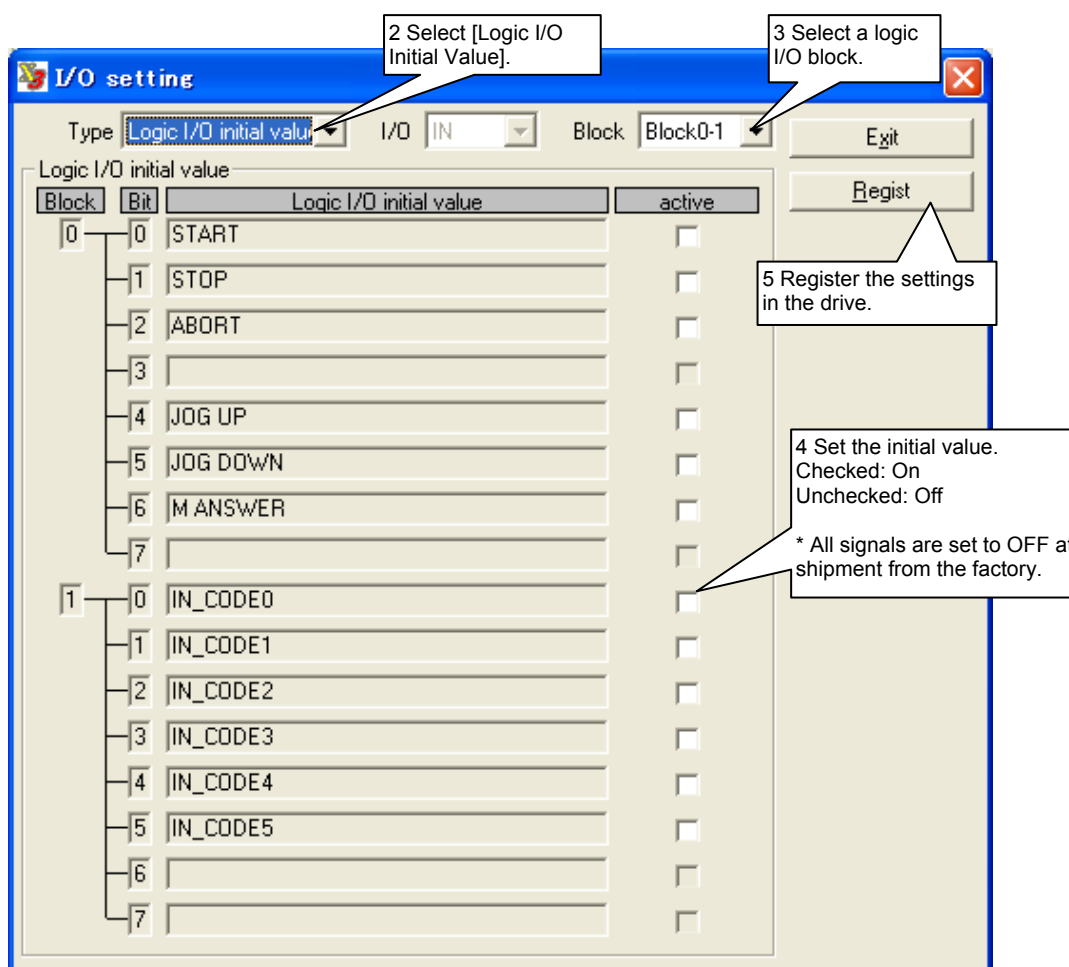 2 Select [Logic I/O
Initial Value].
3 Select a logic
I/O block.
I/O setting
Type Logic I/O initial valu I/O IN Block Block0-1 Exit
Logic I/O initial value
Regist
Block Bit Logic I/O initial value active
0 0 START
1 STOP
5 Register the settings
in the drive.
2 ABORT
3
4 JOG UP
4 Set the initial value.
Checked: On
Unchecked: Off
* All signals are set to OFF at
shipment from the factory.
5 JOG DOWN
6 M ANSWER
7
1 0 IN_CODE0
1 IN_CODE1
2 IN_CODE2
3 IN_CODE3
4 IN_CODE4
5 IN_CODE5
6
7